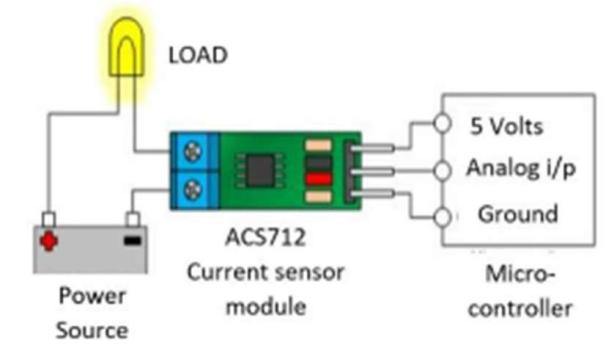 LOAD
5 Volts
Analog i/p
Ground
ACS712
Current sensor
module
Micro-
controller
Power
Source